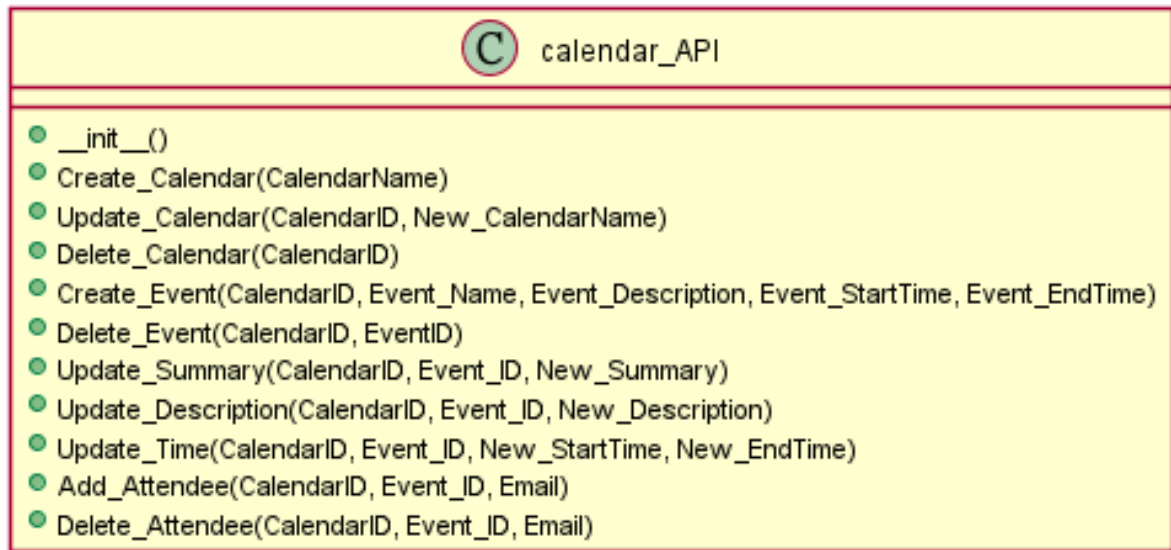 C calendar_API
__init__()
Create_Calendar(CalendarName)
Update_Calendar(CalendarID, New_CalendarName)
Delete_Calendar(CalendarID)
Create_Event(CalendarID, Event_Name, Event_Description, Event_StartTime, Event_EndTime)
Delete_Event(CalendarID, EventID)
Update_Summary(CalendarID, Event_ID, New_Summary)
Update_Description(CalendarID, Event_ID, New_Description)
Update_Time(CalendarID, Event_ID, New_StartTime, New_EndTime)
Add_Attendee(CalendarID, Event_ID, Email)
Delete_Attendee(CalendarID, Event_ID, Email)